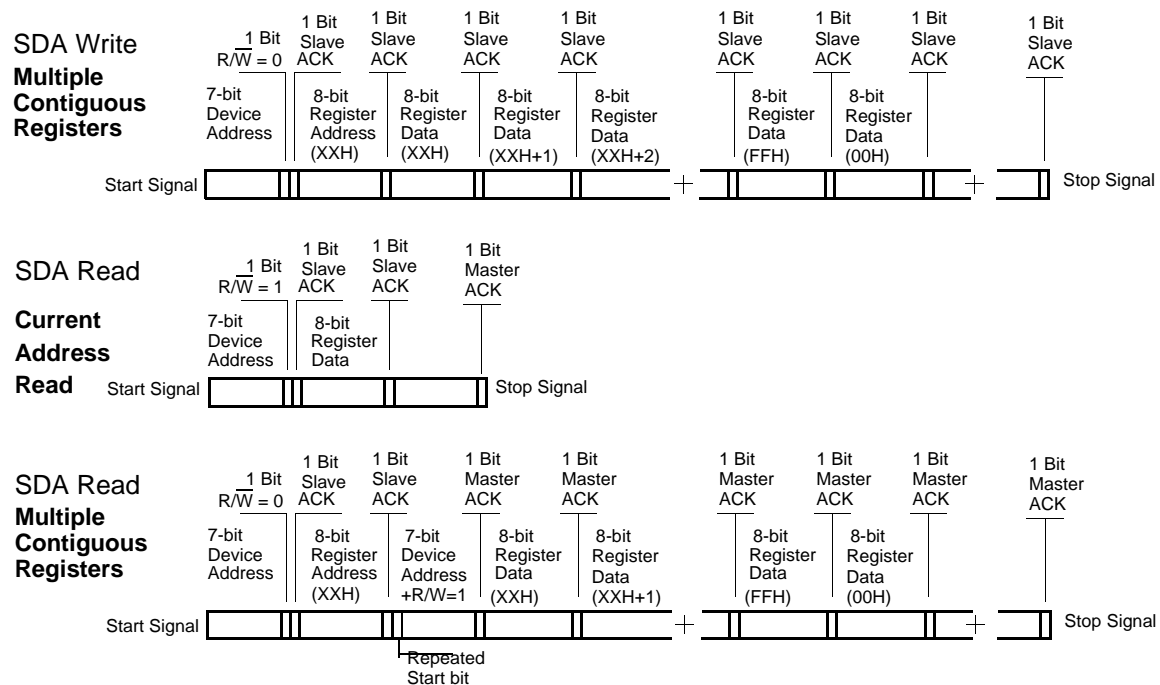 SDA Write
Multiple
Contiguous
Registers
1 Bit
R/W = 0
1 Bit
Slave
ACK
1 Bit
Slave
ACK
1 Bit
Slave
ACK
1 Bit
Slave
ACK
1 Bit
Slave
ACK
1 Bit
Slave
ACK
1 Bit
Slave
ACK
1 Bit
Slave
ACK
7-bit
Device
Address
8-bit
Register
Address
(XXH)
8-bit
Register
Data
(XXH)
8-bit
Register
Data
(XXH+1)
8-bit
Register
Data
(XXH+2)
8-bit
Register
Data
(FFH)
8-bit
Register
Data
(00H)
Start Signal
Stop Signal
SDA Read
Current
Address
Read
1 Bit
R/W = 1
1 Bit
Slave
ACK
1 Bit
Slave
ACK
1 Bit
Master
ACK
7-bit
Device
Address
8-bit
Register
Data
Start Signal
Stop Signal
SDA Read
Multiple
Contiguous
Registers
1 Bit
R/W = 0
1 Bit
Slave
ACK
1 Bit
Slave
ACK
1 Bit
Master
ACK
1 Bit
Master
ACK
1 Bit
Master
ACK
1 Bit
Master
ACK
1 Bit
Master
ACK
1 Bit
Master
ACK
7-bit
Device
Address
8-bit
Register
Address
(XXH)
7-bit
Device
Address
+R/W=1
8-bit
Register
Data
(XXH)
8-bit
Register
Data
(XXH+1)
8-bit
Register
Data
(FFH)
8-bit
Register
Data
(00H)
Start Signal
Stop Signal
Repeated
Start bit